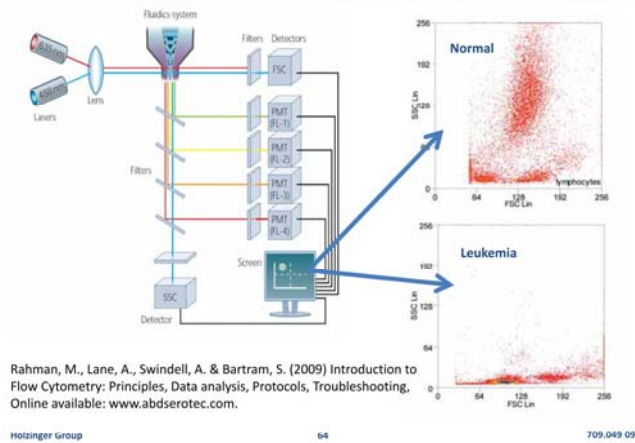 Fluidics system
Filters
Detectors
635 nm
Lens
Lasers
FSC
PMT
(FL-1)
PMT
(FL-2)
PMT
(FL-3)
PMT
(FL-4)
Filters
Screen
SSC
Detector
Normal
256
192
128
0
SSC Lin
64
128
192
256
FSC Lin
lymphocytes
Leukemia
256
192
128
64
0
SSC Lin
0
64
128
192
256
FSC Lin
Rahman, M., Lane, A., Swindell, A. & Bartram, S. (2009) Introduction to
Flow Cytometry: Principles, Data analysis, Protocols, Troubleshooting,
Online available: www.abdserotec.com.
Holzinger Group
64
709.049 09